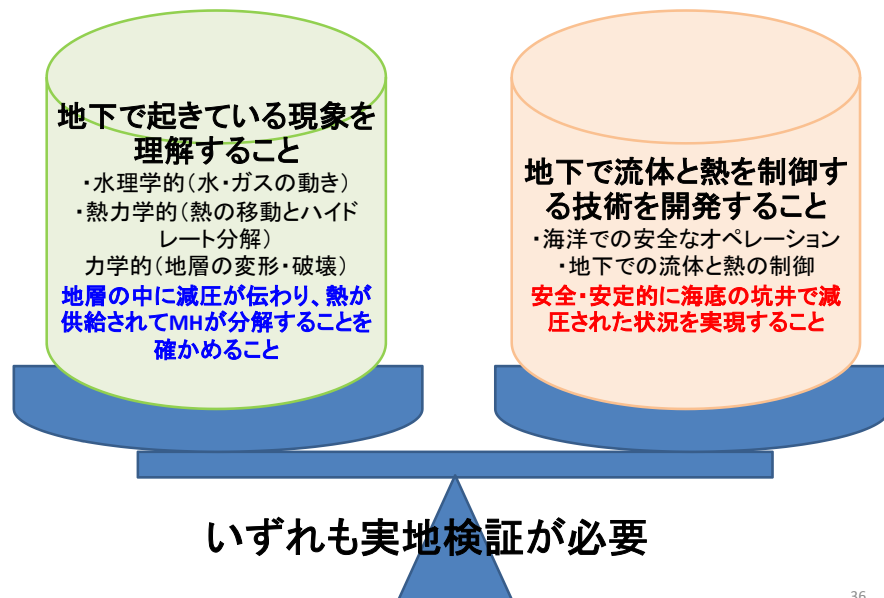 地下で起きている現象を
理解すること
・水理学的(水・ガスの動き)
・熱力学的(熱の移動とハイド
レート分解)
力学的(地層の変形・破壊)
地層の中に減圧が伝わり、熱が
供給されてMHが分解することを
確かめること
地下で流体と熱を制御す
る技術を開発すること
・海洋での安全なオペレーション
・地下での流体と熱の制御
安全・安定的に海底の坑井で減
圧された状況を実現すること
いずれも実地検証が必要
36